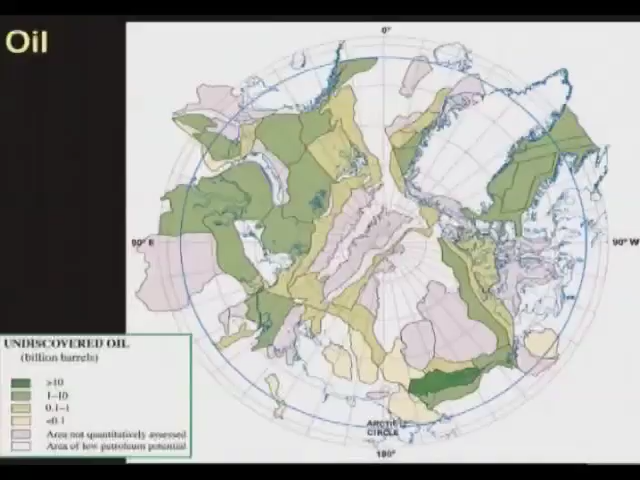 Oil
0°
90° E
90° W
UNDISCOVERED OIL
(billion barrels)
>10
1–10
0.1–1
<0.1
Area not quantitatively assessed
Area of low petroleum potential
ARCTIC
CIRCLE
180°